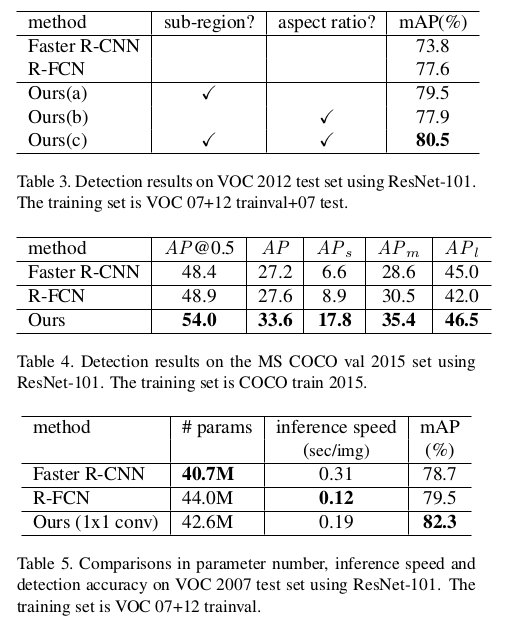 method sub-region? aspect ratio? mAP(%)
Faster R-CNN 73.8
R-FCN 77.6
Ours(a) ✓ 79.5
Ours(b) ✓ 77.9
Ours(c) ✓ ✓ 80.5
Table 3. Detection results on VOC 2012 test set using ResNet-101.
The training set is VOC 07+12 trainval+07 test.
method AP@0.5 AP APs APm APl
Faster R-CNN 48.4 27.2 6.6 28.6 45.0
R-FCN 48.9 27.6 8.9 30.5 42.0
Ours 54.0 33.6 17.8 35.4 46.5
Table 4. Detection results on the MS COCO val 2015 set using
ResNet-101. The training set is COCO train 2015.
method # params inference speed mAP
(sec/img) (%)
Faster R-CNN 40.7M 0.31 78.7
R-FCN 44.0M 0.12 79.5
Ours (1x1 conv) 42.6M 0.19 82.3
Table 5. Comparisons in parameter number, inference speed and
detection accuracy on VOC 2007 test set using ResNet-101. The
training set is VOC 07+12 trainval.